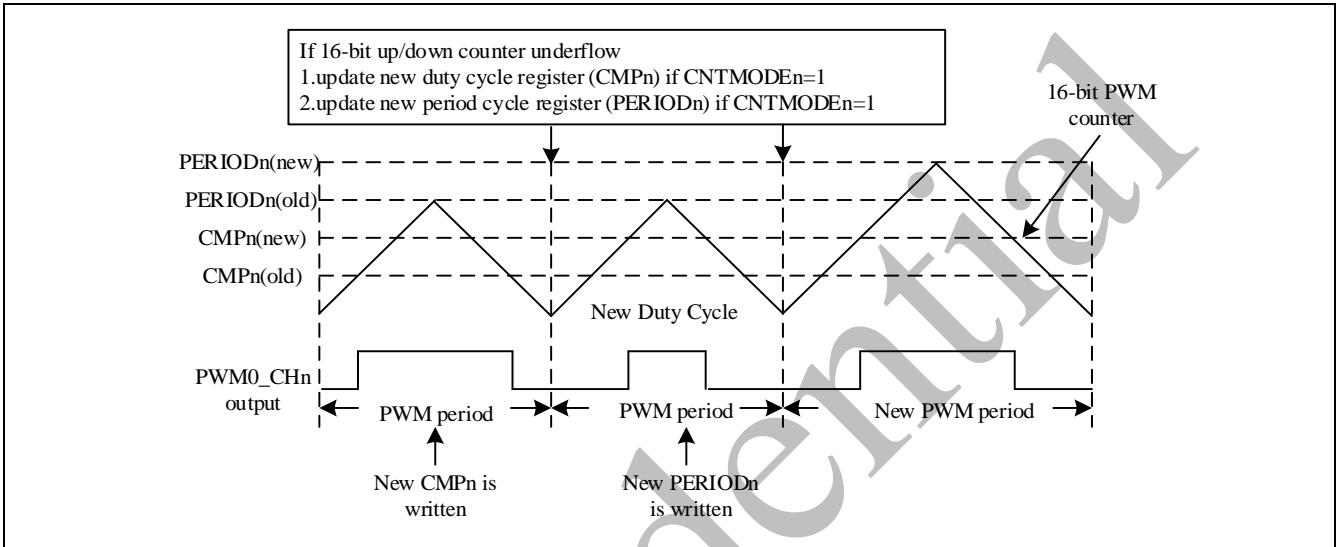 If 16-bit up/down counter underflow
1.update new duty cycle register (CMPn) if CNTMODEn=1
2.update new period cycle register (PERIODn) if CNTMODEn=1
16-bit PWM
counter
PERIODn(new)
PERIODn(old)
CMPn(new)
CMPn(old)
New Duty Cycle
PWM0_CHn
output
PWM period
PWM period
New PWM period
New CMPn is
written
New PERIODn
is written
dential